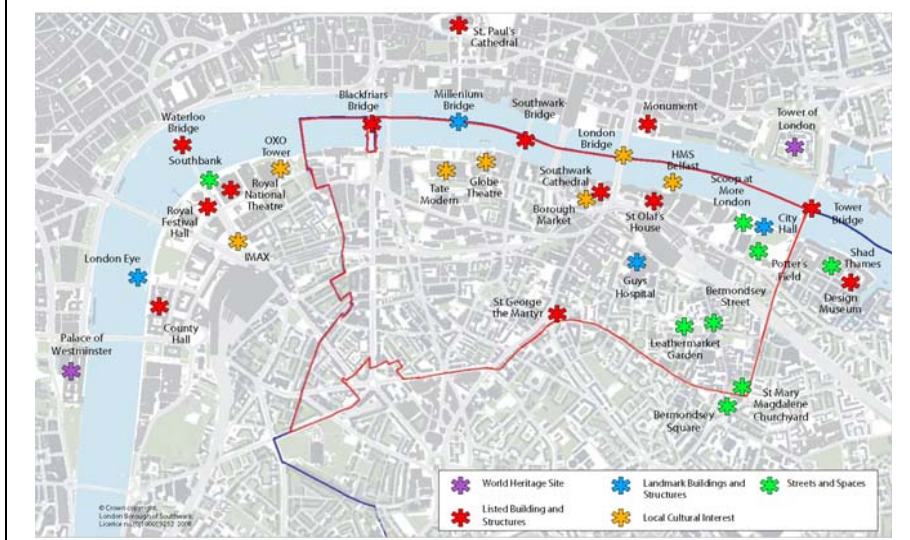 St. Paul's
Cathedral
Blackfriars
Bridge
Millenium
Bridge
Southwark
Bridge
Monument
Tower of
London
Waterloo
Bridge
OXO
Tower
London
Bridge
HMS
Belfast
Southbank
Royal
National
Theatre
Tate
Modern
Globe
Theatre
Southwark
Cathedral
Scoop at
More
London
Royal
Festival
Hall
Borough
Market
St Olaf's
House
City
Hall
Tower
Bridge
IMAX
London Eye
Guys
Hospital
Potter's
Field
Shad
Thames
Design
Museum
County
Hall
St George
the Martyr
Bermondsey
Street
Palace of
Westminster
Leathermarket
Garden
St Mary
Magdalene
Churchyard
Bermondsey
Square
World Heritage Site
Landmark Buildings and
Structures
Streets and Spaces
Listed Building and
Structures
Local Cultural Interest
© Crown copyright,
London Borough of Southwark,
Licence no. 2008